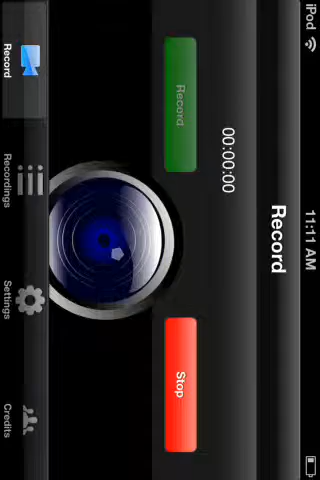 iPod 11:11 AM
Record
00:00:00
Record Stop
Record Recordings Settings Credits